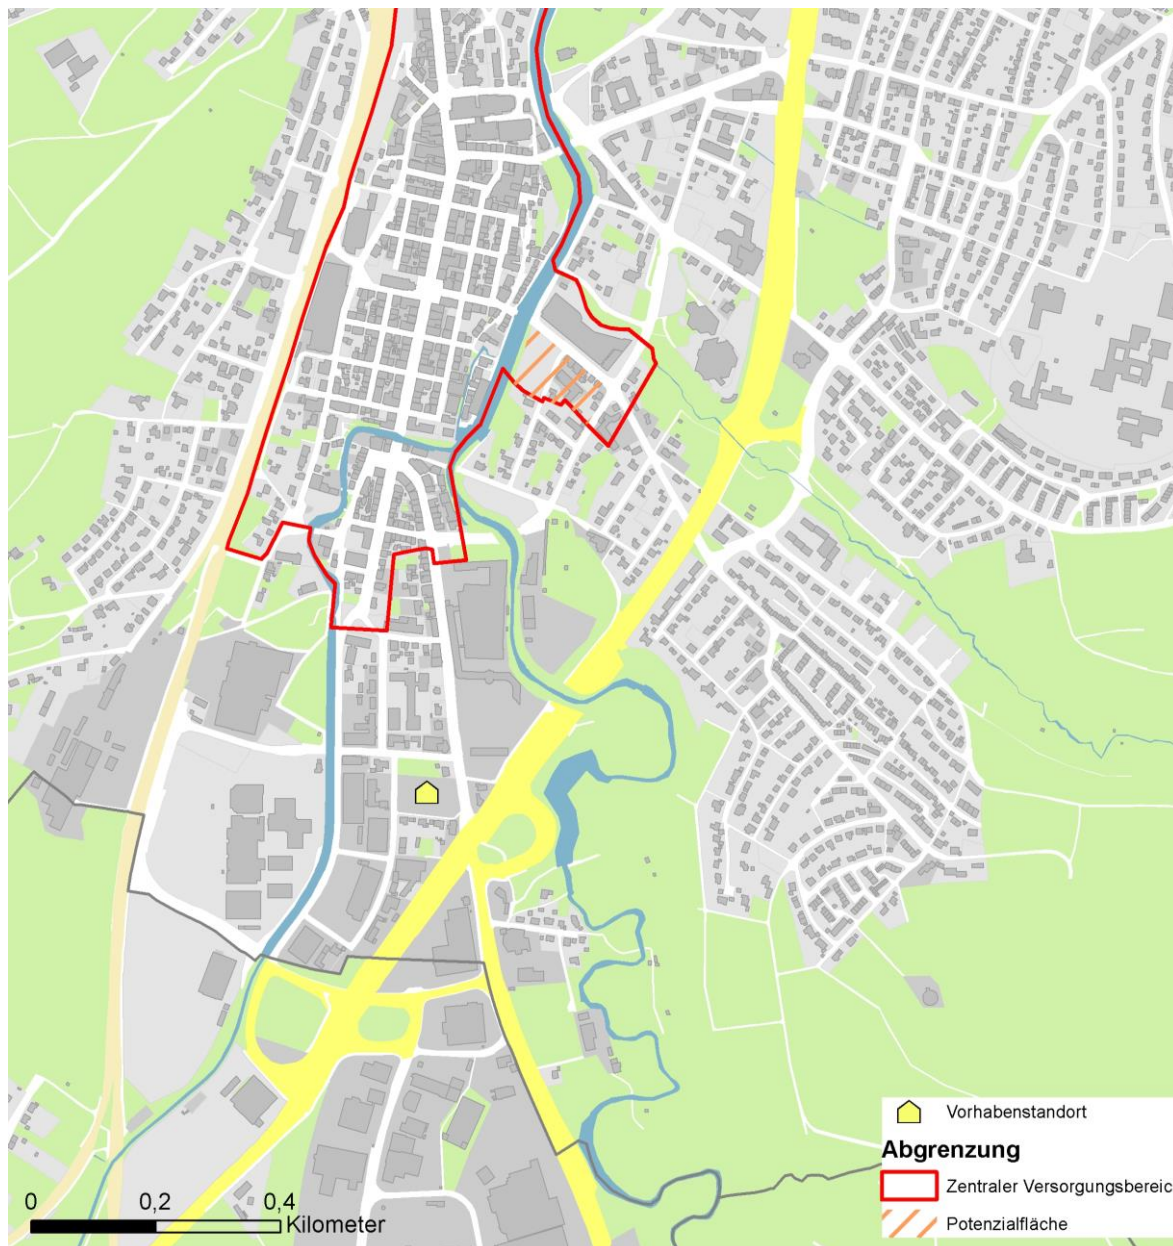 Vorhabenstandort
Abgrenzung
Zentraler Versorgungsbereic
Potenzialfläche
0 0,2 0,4
Kilometer